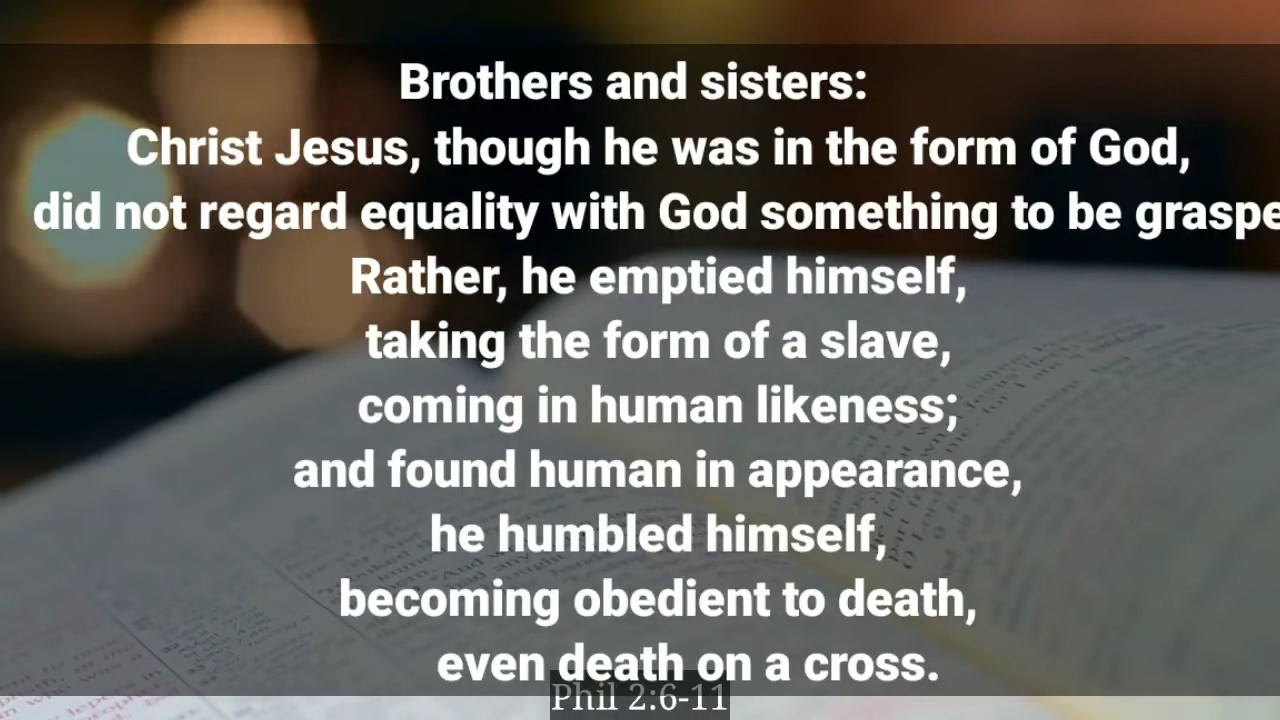 Brothers and sisters:
Christ Jesus, though he was in the form of God,
did not regard equality with God something to be graspe
Rather, he emptied himself,
taking the form of a slave,
coming in human likeness;
and found human in appearance,
he humbled himself,
becoming obedient to death,
even death on a cross.
Phil 2:6-11